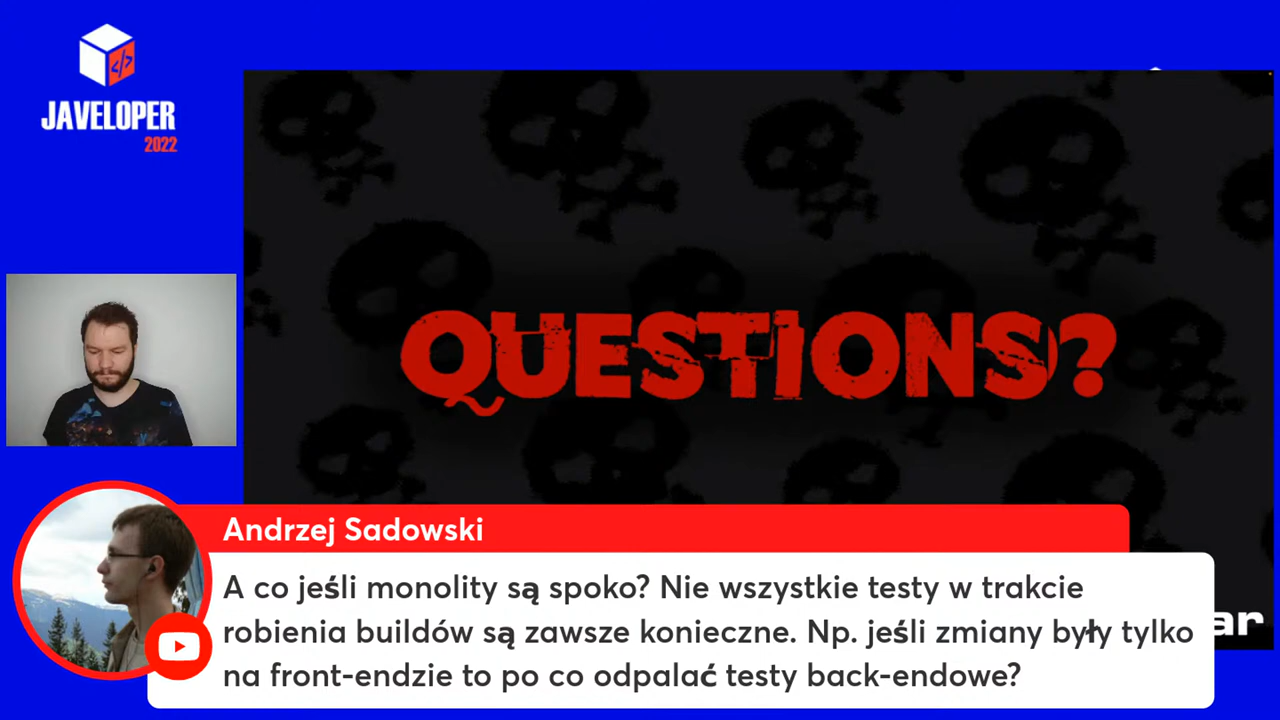 </>
JAVELOPER
2022
QUESTIONS?
Andrzej Sadowski
A co jeśli monolity są spoko? Nie wszystkie testy w trakcie
robienia buildów są zawsze konieczne. Np. jeśli zmiany były tylko
na front-endzie to po co odpalać testy back-endowe?